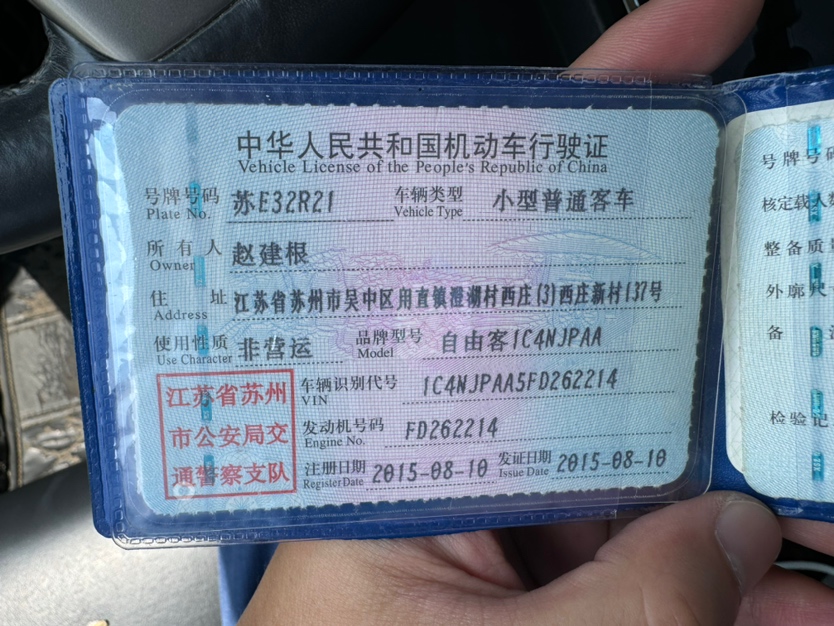 中华人民共和国机动车行驶证
Vehicle License of the People's Republic of China
号牌号码 苏E32R21 车辆类型 小型普通客车
Plate No. Vehicle Type
所有人 赵建根
Owner
住址 江苏省苏州市吴中区甪直镇澄湖村西庄(3)西庄新村137号
Address
使用性质 非营运 品牌型号 自由客1C4NJPAA
Use Character Model
车辆识别代号 1C4NJPAA5FD262214
VIN
发动机号码 FD262214
Engine No.
注册日期 2015-08-10 发证日期 2015-08-10
Register Date Issue Date
江苏省苏州
市公安局交
通警察支队
号牌号码
核定载人数
整备质量
外廓尺
备
检验记